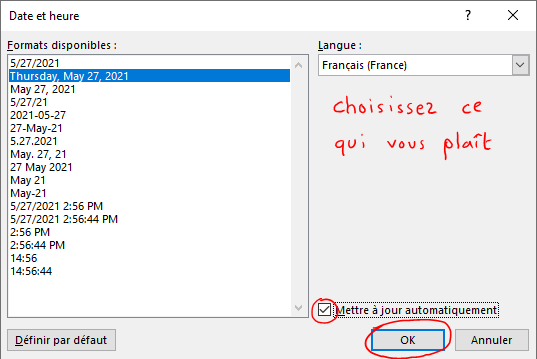 Date et heure
? ×
Formats disponibles :
Langue :
5/27/2021
Thursday, May 27, 2021
May 27, 2021
5/27/21
2021-05-27
27-May-21
5.27.2021
May. 27, 21
27 May 2021
May 21
May-21
5/27/2021 2:56 PM
5/27/2021 2:56:44 PM
2:56 PM
2:56:44 PM
14:56
14:56:44
Français (France)
choisissez ce
qui vous plaît
Mettre à jour automatiquement
Définir par défaut
OK
Annuler